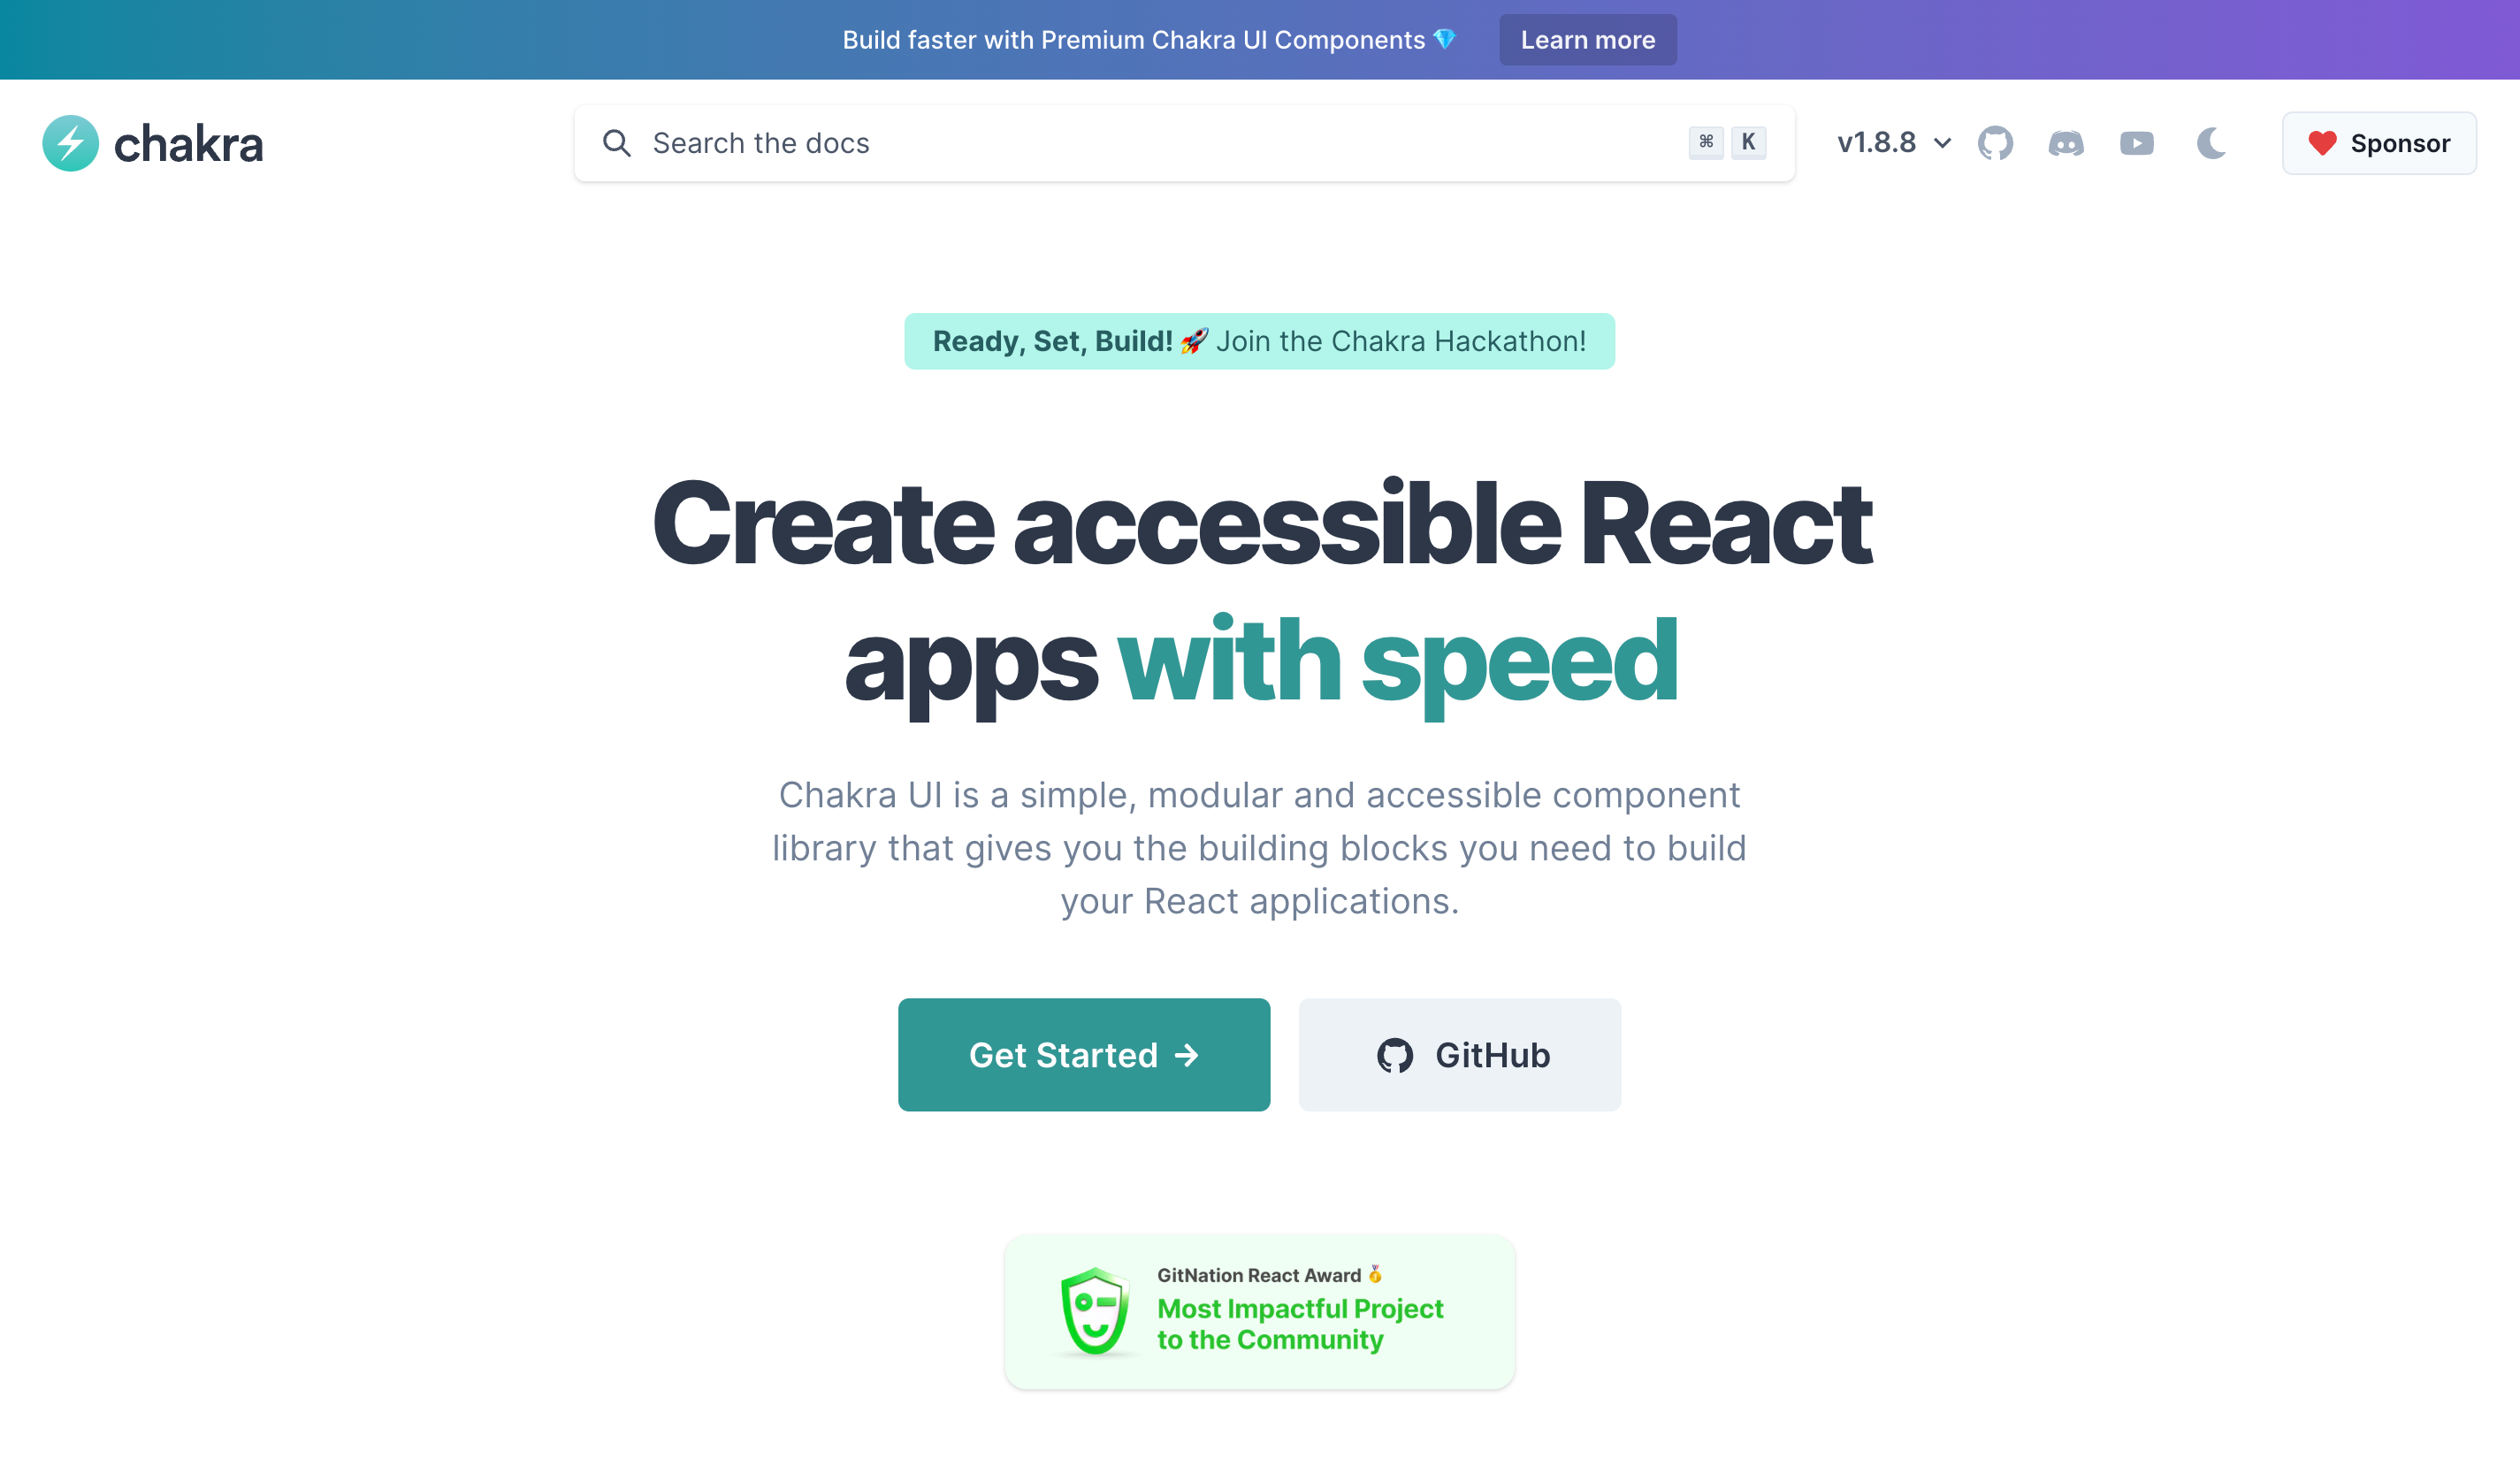 Build faster with Premium Chakra UI Components 💎 Learn more
chakra
Search the docs
⌘ K
v1.8.8
Sponsor
Ready, Set, Build! 🚀 Join the Chakra Hackathon!
Create accessible React
apps with speed
Chakra UI is a simple, modular and accessible component
library that gives you the building blocks you need to build
your React applications.
Get Started →
GitHub
GitNation React Award 🏅
Most Impactful Project
to the Community